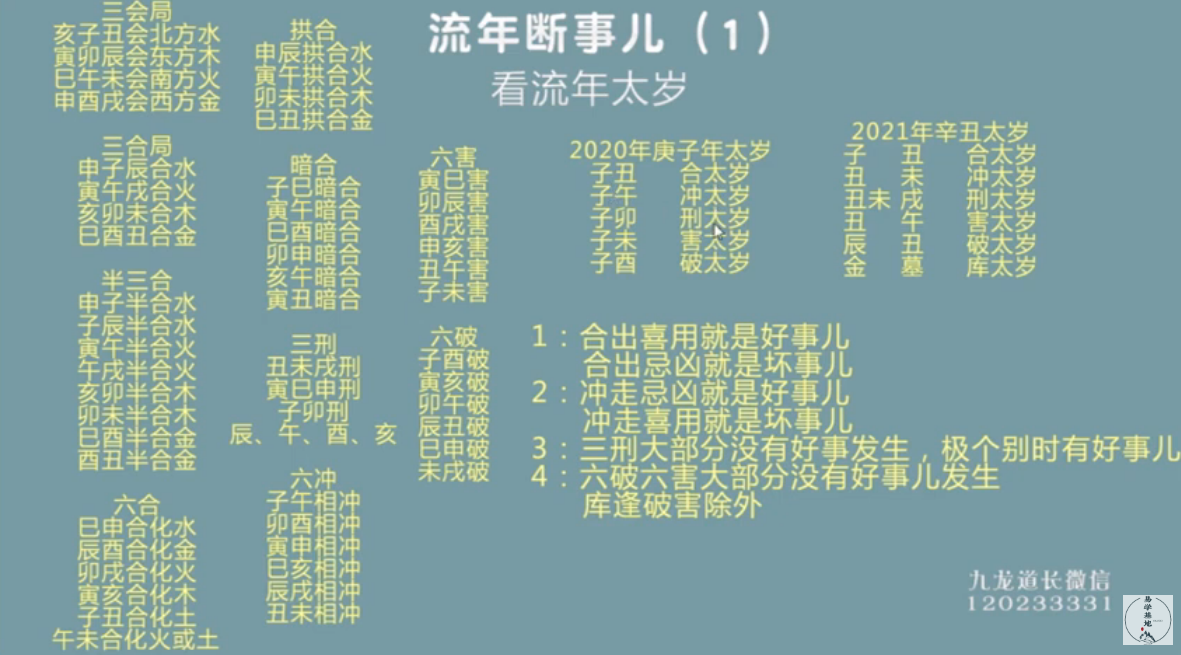 流年断事儿（1）
看流年太岁
三会局
亥子丑会北方水
寅卯辰会东方木
巳午未会南方火
申酉戌会西方金
三合局
申子辰合水
寅午戌合火
亥卯未合木
巳酉丑合金
半三合
申子半合水
子辰半合水
寅午半合火
午戌半合火
亥卯半合木
卯未半合木
巳酉半合金
酉丑半合金
六合
巳申合化水
辰酉合化金
卯戌合化火
寅亥合化木
子丑合化土
午未合化火或土
拱合
申辰拱合水
寅午拱合火
卯未拱合木
巳丑拱合金
暗合
子巳暗合
寅午暗合
巳酉暗合
卯申暗合
亥午暗合
寅丑暗合
三刑
丑未戌刑
寅巳申刑
子卯刑
辰、午、酉、亥
六冲
子午相冲
卯酉相冲
寅申相冲
巳亥相冲
辰戌相冲
丑未相冲
六害
寅巳害
卯辰害
酉戌害
申亥害
丑午害
子未害
六破
子酉破
寅亥破
卯午破
辰丑破
巳申破
未戌破
2020年庚子年太岁
子丑 合太岁
子午 冲太岁
子卯 刑太岁
子未 害太岁
子酉 破太岁
2021年辛丑太岁
子 丑 合太岁
丑 未 冲太岁
丑未 戌 刑太岁
丑 午 害太岁
辰 丑 破太岁
金 墓 库太岁
1：合出喜用就是好事儿
合出忌凶就是坏事儿
2：冲走忌凶就是好事儿
冲走喜用就是坏事儿
3：三刑大部分没有好事发生，极个别时有好事儿
4：六破六害大部分没有好事儿发生
库逢破害除外
九龙道长微信
120233331
易学基地